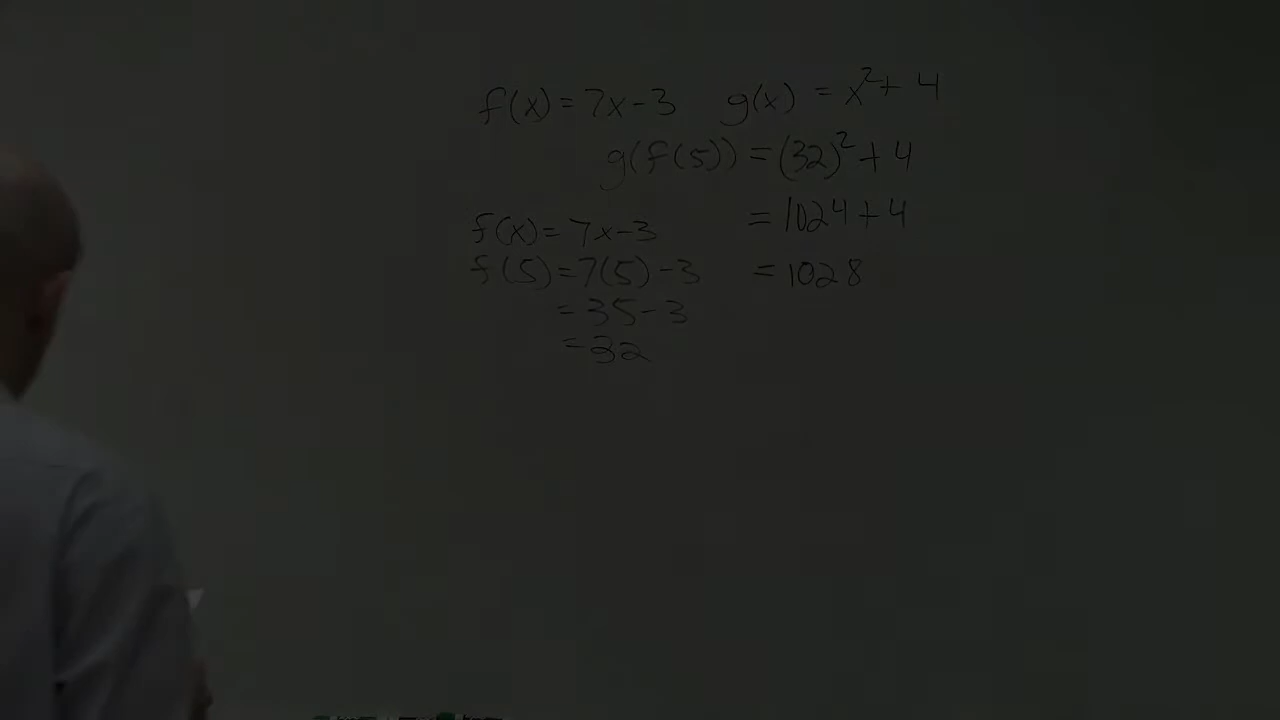 f(x) = 7x - 3 g(x) = x² + 4
g(f(5)) = (32)² + 4
= 1024 + 4
f(x) = 7x - 3
f(5) = 7(5) - 3
= 1028
= 35 - 3
= 32